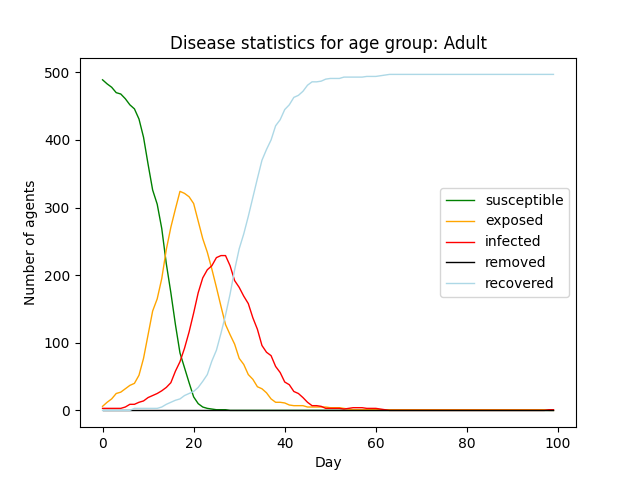 Disease statistics for age group: Adult
Number of agents
500
400
300
200
100
0
susceptible
exposed
infected
removed
recovered
0 20 40 60 80 100
Day